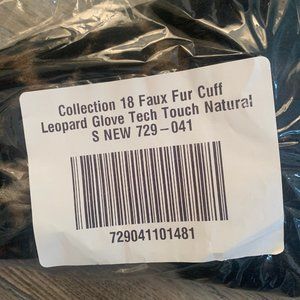 Collection 18 Faux Fur Cuff
Leopard Glove Tech Touch Natural
S NEW 729-041
729041101481